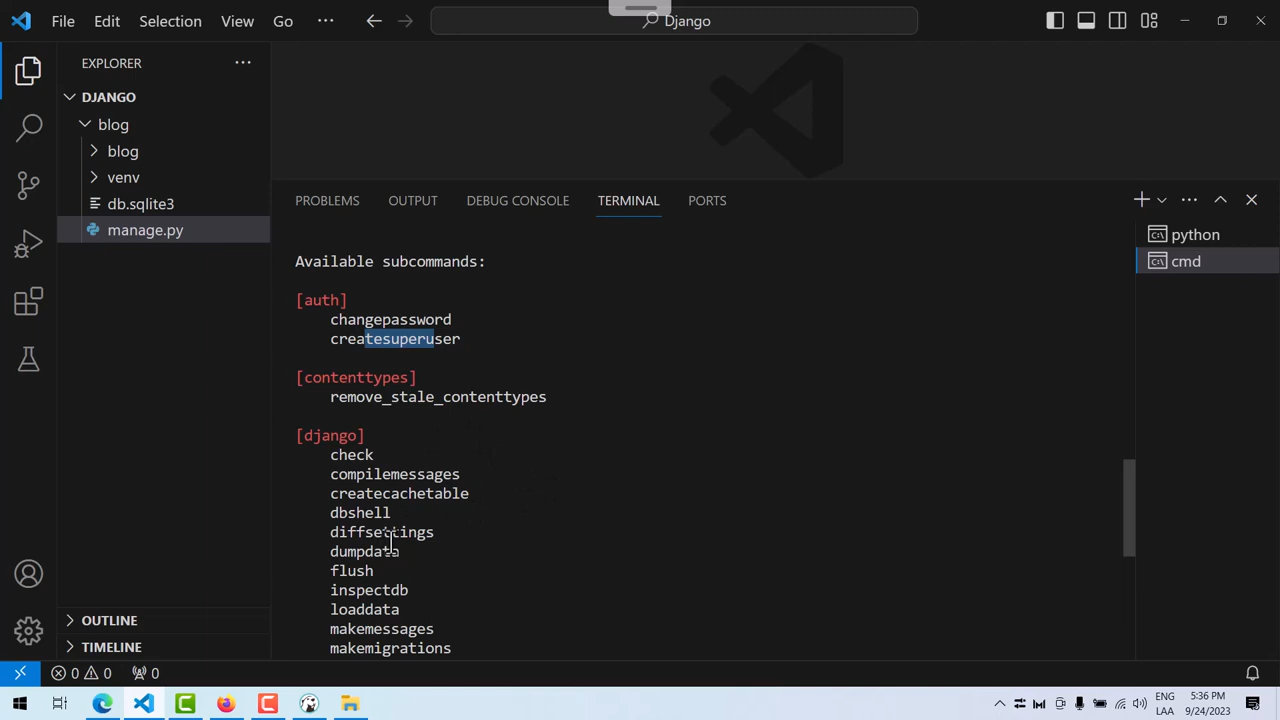 File Edit Selection View Go ··· Django
EXPLORER
DJANGO
blog
blog
venv
db.sqlite3
manage.py
OUTLINE
TIMELINE
PROBLEMS OUTPUT DEBUG CONSOLE TERMINAL PORTS
Available subcommands:
[auth]
changepassword
createsuperuser
[contenttypes]
remove_stale_contenttypes
[django]
check
compilemessages
createcachetable
dbshell
diffsettings
dumpdata
flush
inspectdb
loaddata
makemessages
makemigrations
python
cmd
0 0 0
ENG
LAA
5:36 PM
9/24/2023